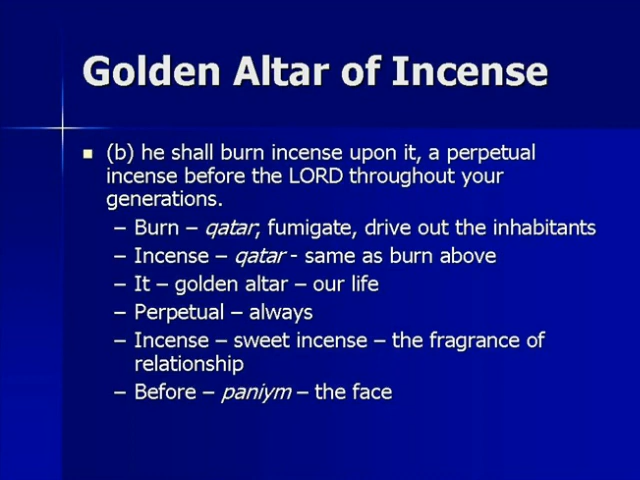 Golden Altar of Incense
(b) he shall burn incense upon it, a perpetual
incense before the LORD throughout your
generations.
– Burn – qatar; fumigate, drive out the inhabitants
– Incense – qatar - same as burn above
– It – golden altar – our life
– Perpetual – always
– Incense – sweet incense – the fragrance of
relationship
– Before – paniym – the face